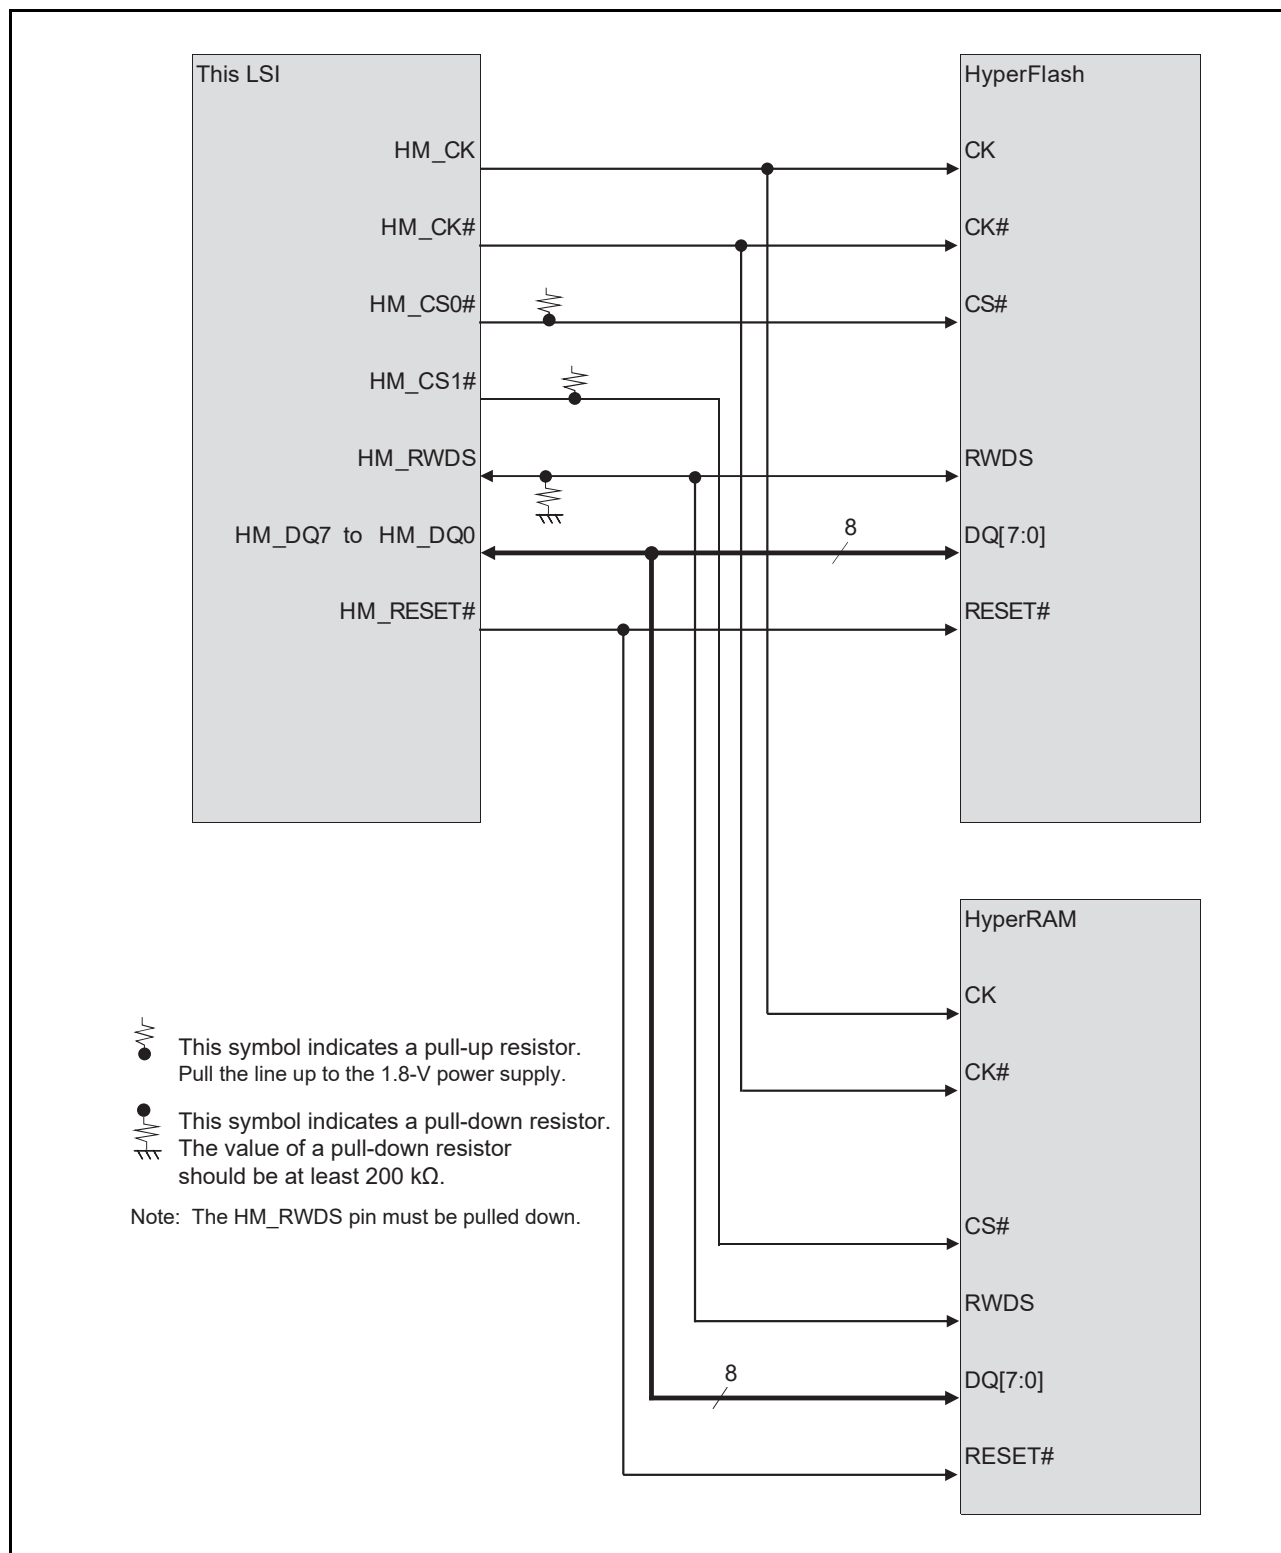 This LSI
HM_CK
HM_CK#
HM_CS0#
HM_CS1#
HM_RWDS
HM_DQ7 to HM_DQ0
HM_RESET#
HyperFlash
CK
CK#
CS#
RWDS
8
DQ[7:0]
RESET#
HyperRAM
CK
CK#
CS#
RWDS
8
DQ[7:0]
RESET#
This symbol indicates a pull-up resistor.
Pull the line up to the 1.8-V power supply.
This symbol indicates a pull-down resistor.
The value of a pull-down resistor
should be at least 200 kΩ.
Note: The HM_RWDS pin must be pulled down.